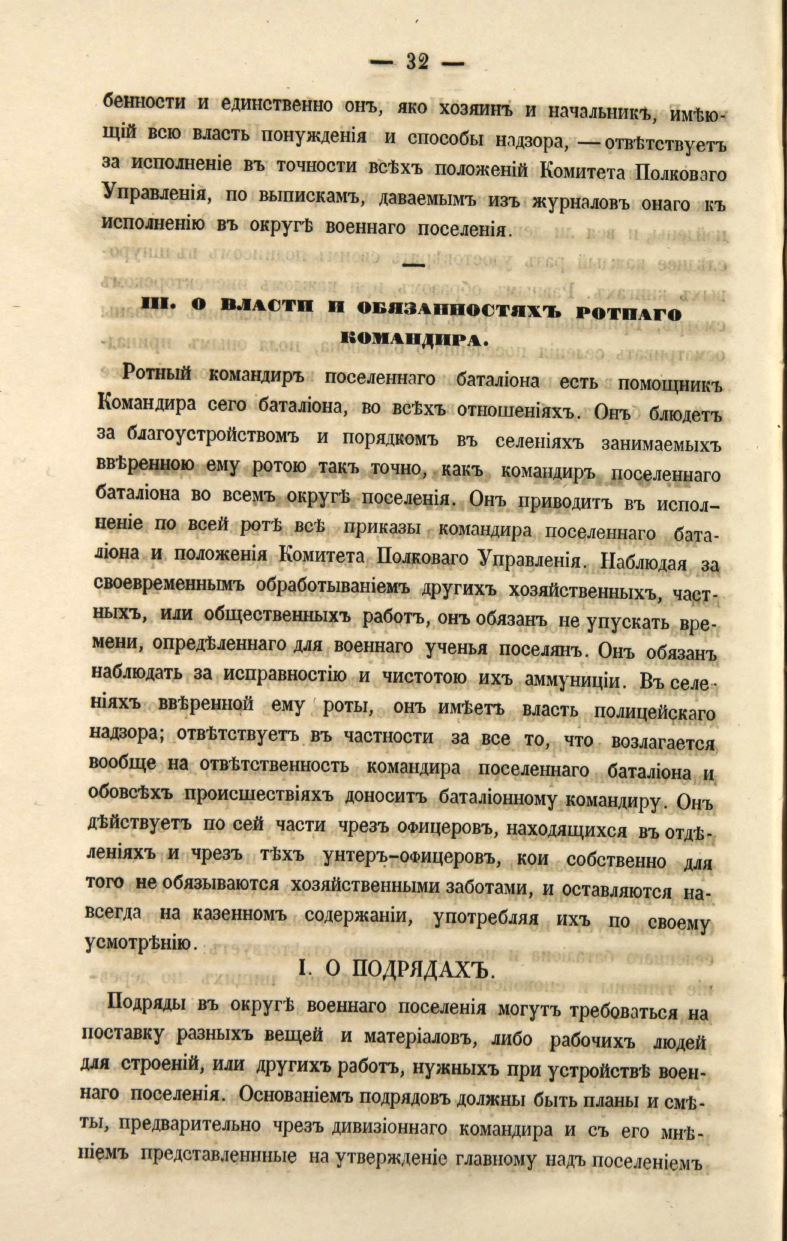 — 32 —
бенности и единственно онъ, яко хозяинъ и начальникъ, имѣю-
щій всю власть понужденія и способы надзора, — отвѣтствуетъ
за исполненіе въ точности всѣхъ положеній Комитета Полковаго
Управленія, по выпискамъ, даваемымъ изъ журналовъ онаго къ
исполненію въ округѣ военнаго поселенія.
III. О ВЛАСТИ И ОБЯЗАННОСТЯХЪ РОТНАГО
КОМАНДИРА.
Ротный командиръ поселеннаго баталіона есть помощникъ
Командира сего баталіона, во всѣхъ отношеніяхъ. Онъ блюдетъ
за благоустройствомъ и порядкомъ въ селеніяхъ занимаемыхъ
ввѣренною ему ротою такъ точно, какъ командиръ поселеннаго
баталіона во всемъ округѣ поселенія. Онъ приводитъ въ испол-
неніе по всей ротѣ всѣ приказы командира поселеннаго бата-
ліона и положенія Комитета Полковаго Управленія. Наблюдая за
своевременнымъ обработываніемъ другихъ хозяйственныхъ, част-
ныхъ, или общественныхъ работъ, онъ обязанъ не упускать вре-
мени, опредѣленнаго для военнаго ученья поселянъ. Онъ обязанъ
наблюдать за исправностію и чистотою ихъ аммуниціи. Въ селе-
ніяхъ ввѣренной ему роты, онъ имѣетъ власть полицейскаго
надзора; отвѣтствуетъ въ частности за все то, что возлагается
вообще на отвѣтственность командира поселеннаго баталіона и
обовсѣхъ происшествіяхъ доноситъ баталіонному командиру. Онъ
дѣйствуетъ по сей части чрезъ офицеровъ, находящихся въ отдѣ-
леніяхъ и чрезъ тѣхъ унтеръ-офицеровъ, кои собственно для
того не обязываются хозяйственными заботами, и оставляются на-
всегда на казенномъ содержаніи, употребляя ихъ по своему
усмотрѣнію.
I. О ПОДРЯДАХЪ.
Подряды въ округѣ военнаго поселенія могутъ требоваться на
поставку разныхъ вещей и матеріаловъ, либо рабочихъ людей
для строеній, или другихъ работъ, нужныхъ при устройствѣ воен-
наго поселенія. Основаніемъ подрядовъ должны быть планы и смѣ-
ты, предварительно чрезъ дивизіоннаго командира и съ его мнѣ-
ніемъ представленнные на утвержденіе главному надъ поселеніемъ